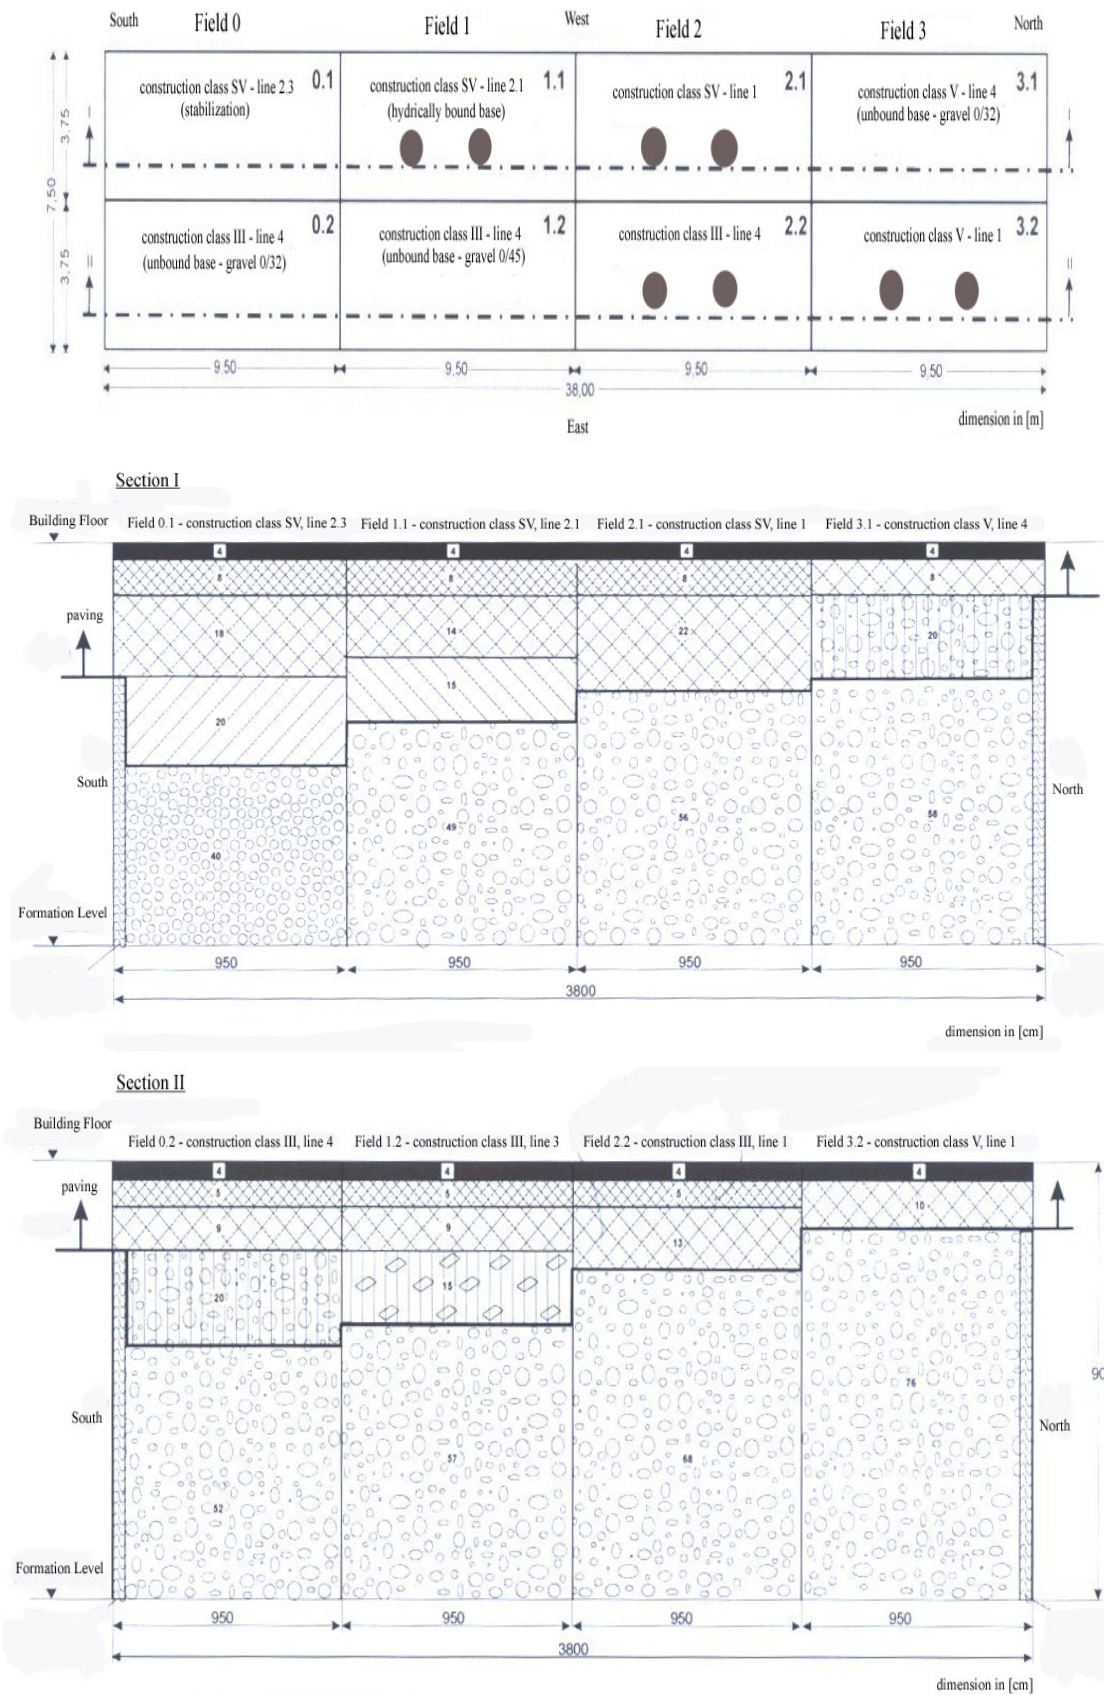 South Field 0 Field 1 West Field 2 Field 3 North
construction class SV - line 2.3 0.1
(stabilization)
construction class SV - line 2.1 1.1
(hydrically bound base)
construction class SV - line 1 2.1
construction class V - line 4 3.1
(unbound base - gravel 0/32)
3,75
7,50
3,75
I
I
II
II
construction class III - line 4 0.2
(unbound base - gravel 0/32)
construction class III - line 4 1.2
(unbound base - gravel 0/45)
construction class III - line 4 2.2
construction class V - line 1 3.2
9,50 9,50 9,50 9,50
38,00
dimension in [m]
East
Section I
Building Floor
Field 0.1 - construction class SV, line 2.3 Field 1.1 - construction class SV, line 2.1 Field 2.1 - construction class SV, line 1 Field 3.1 - construction class V, line 4
4 4 4 4
8 8 8 8
paving
18 14 22 20
15
20
South
North
49 56 58
40
Formation Level
950 950 950 950
3800
dimension in [cm]
Section II
Building Floor
Field 0.2 - construction class III, line 4 Field 1.2 - construction class III, line 3 Field 2.2 - construction class III, line 1 Field 3.2 - construction class V, line 1
4 4 4 4
paving
5 5 5 10
9 9 13
20 15
90
76
South
North
57 68
52
Formation Level
950 950 950 950
3800
dimension in [cm]